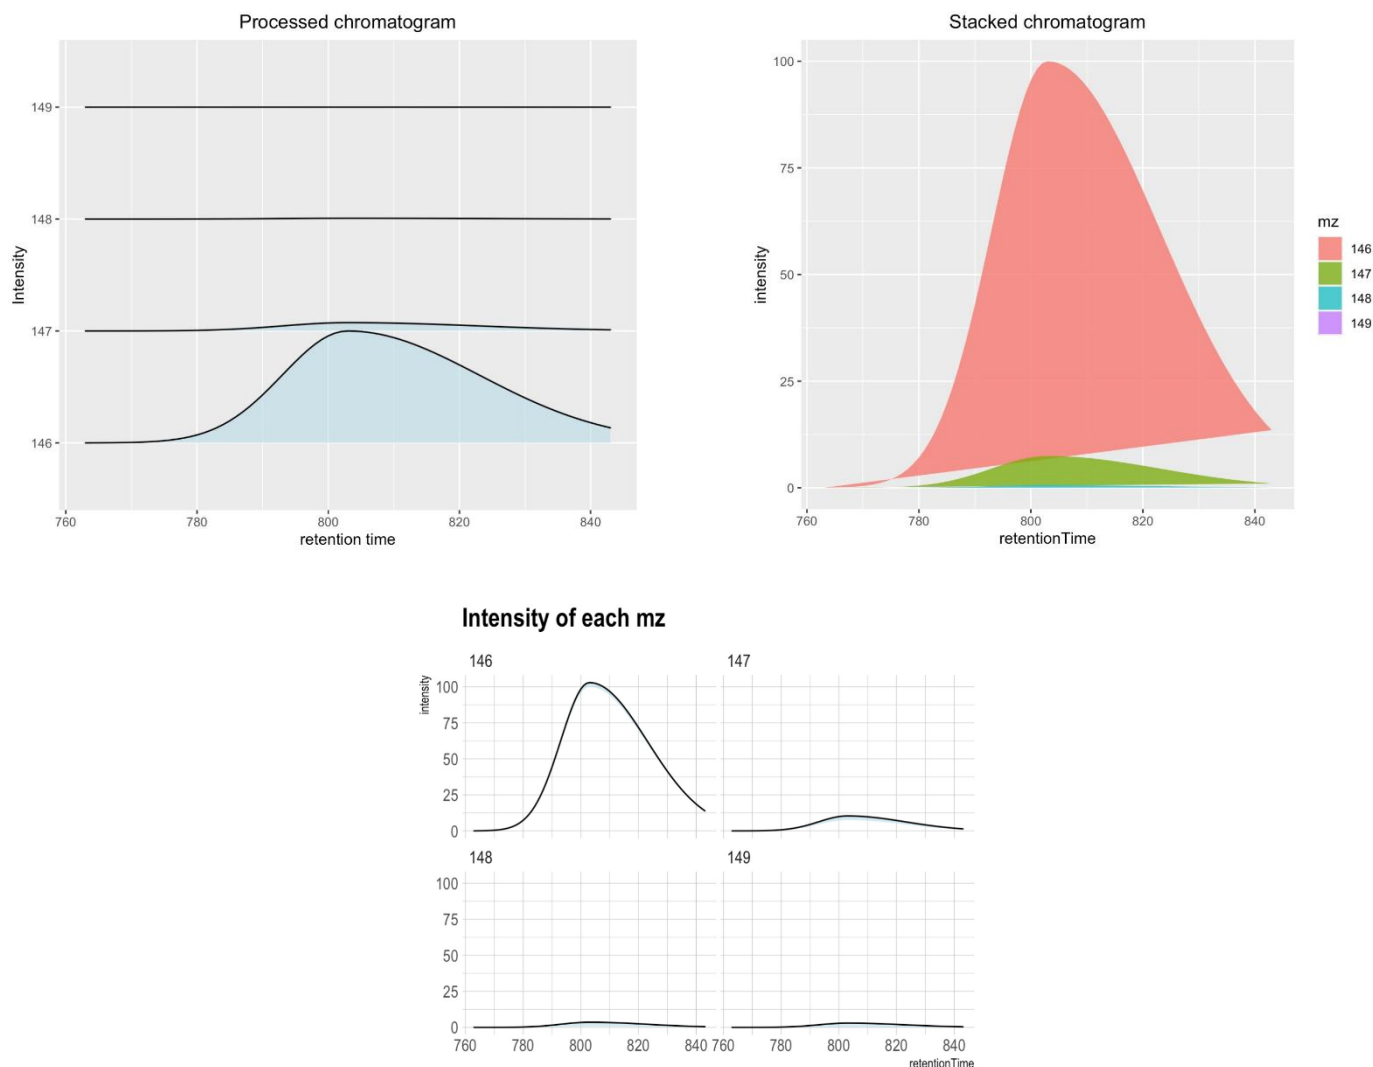 Processed chromatogram
149
148
147
146
Intensity
760 780 800 820 840
retention time
Stacked chromatogram
100
75
50
25
0
intensity
760 780 800 820 840
retentionTime
mz
146
147
148
149
Intensity of each mz
146 147
intensity
100
75
50
25
0
148 149
100
75
50
25
0
760 780 800 820 840 760 780 800 820 840
retentionTime